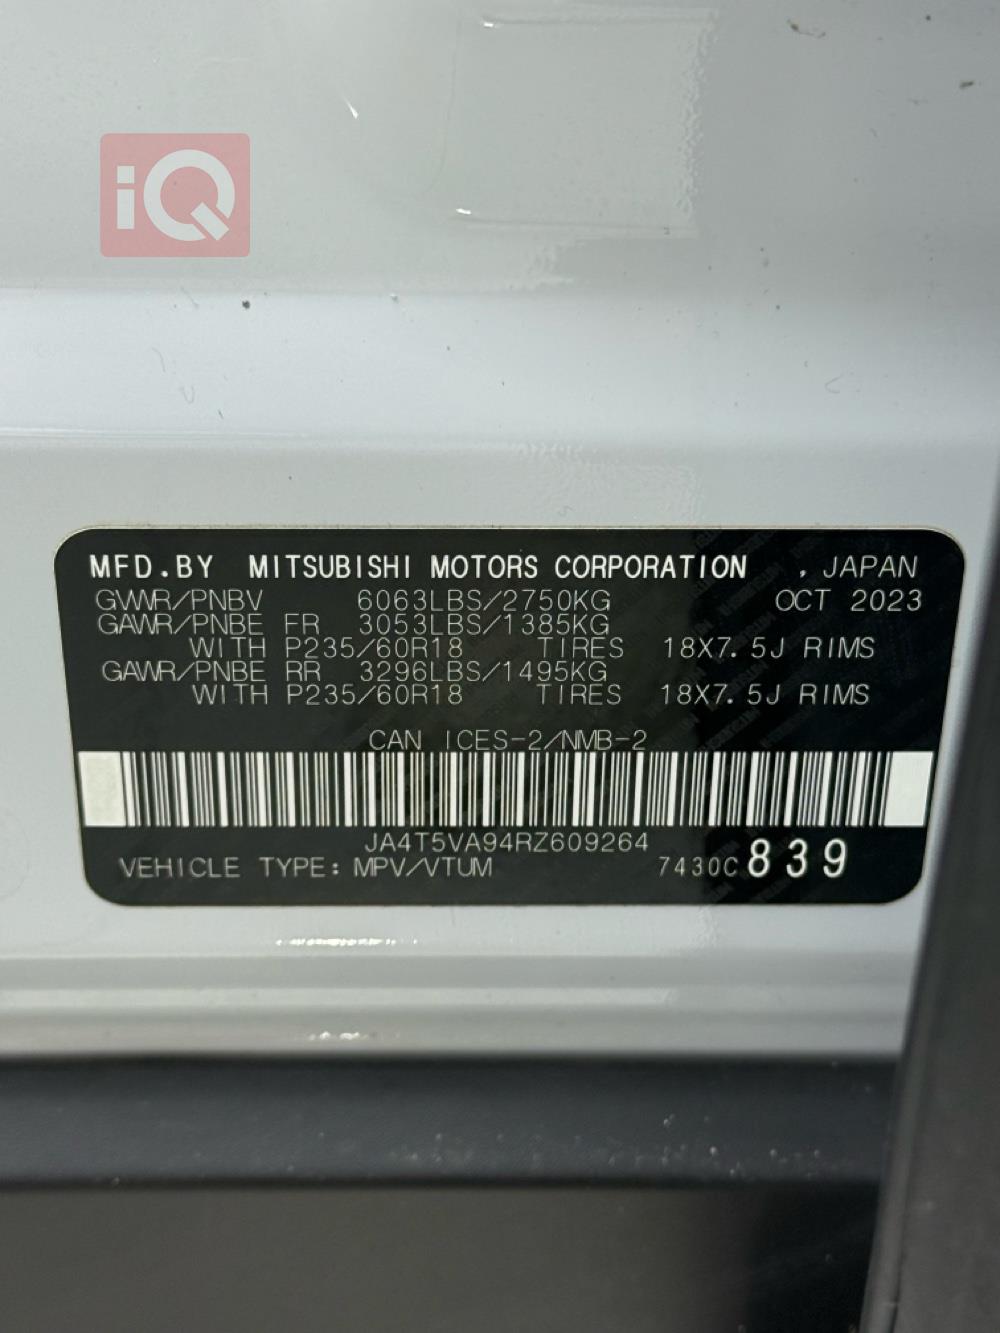 iQ
MFD.BY MITSUBISHI MOTORS CORPORATION , JAPAN
GVWR/PNBV 6063LBS/2750KG OCT 2023
GAWR/PNBE FR 3053LBS/1385KG
WITH P235/60R18 TIRES 18X7.5J RIMS
GAWR/PNBE RR 3296LBS/1495KG
WITH P235/60R18 TIRES 18X7.5J RIMS
CAN ICES-2/NMB-2
JA4T5VA94RZ609264
VEHICLE TYPE: MPV/VTUM 7430C 839